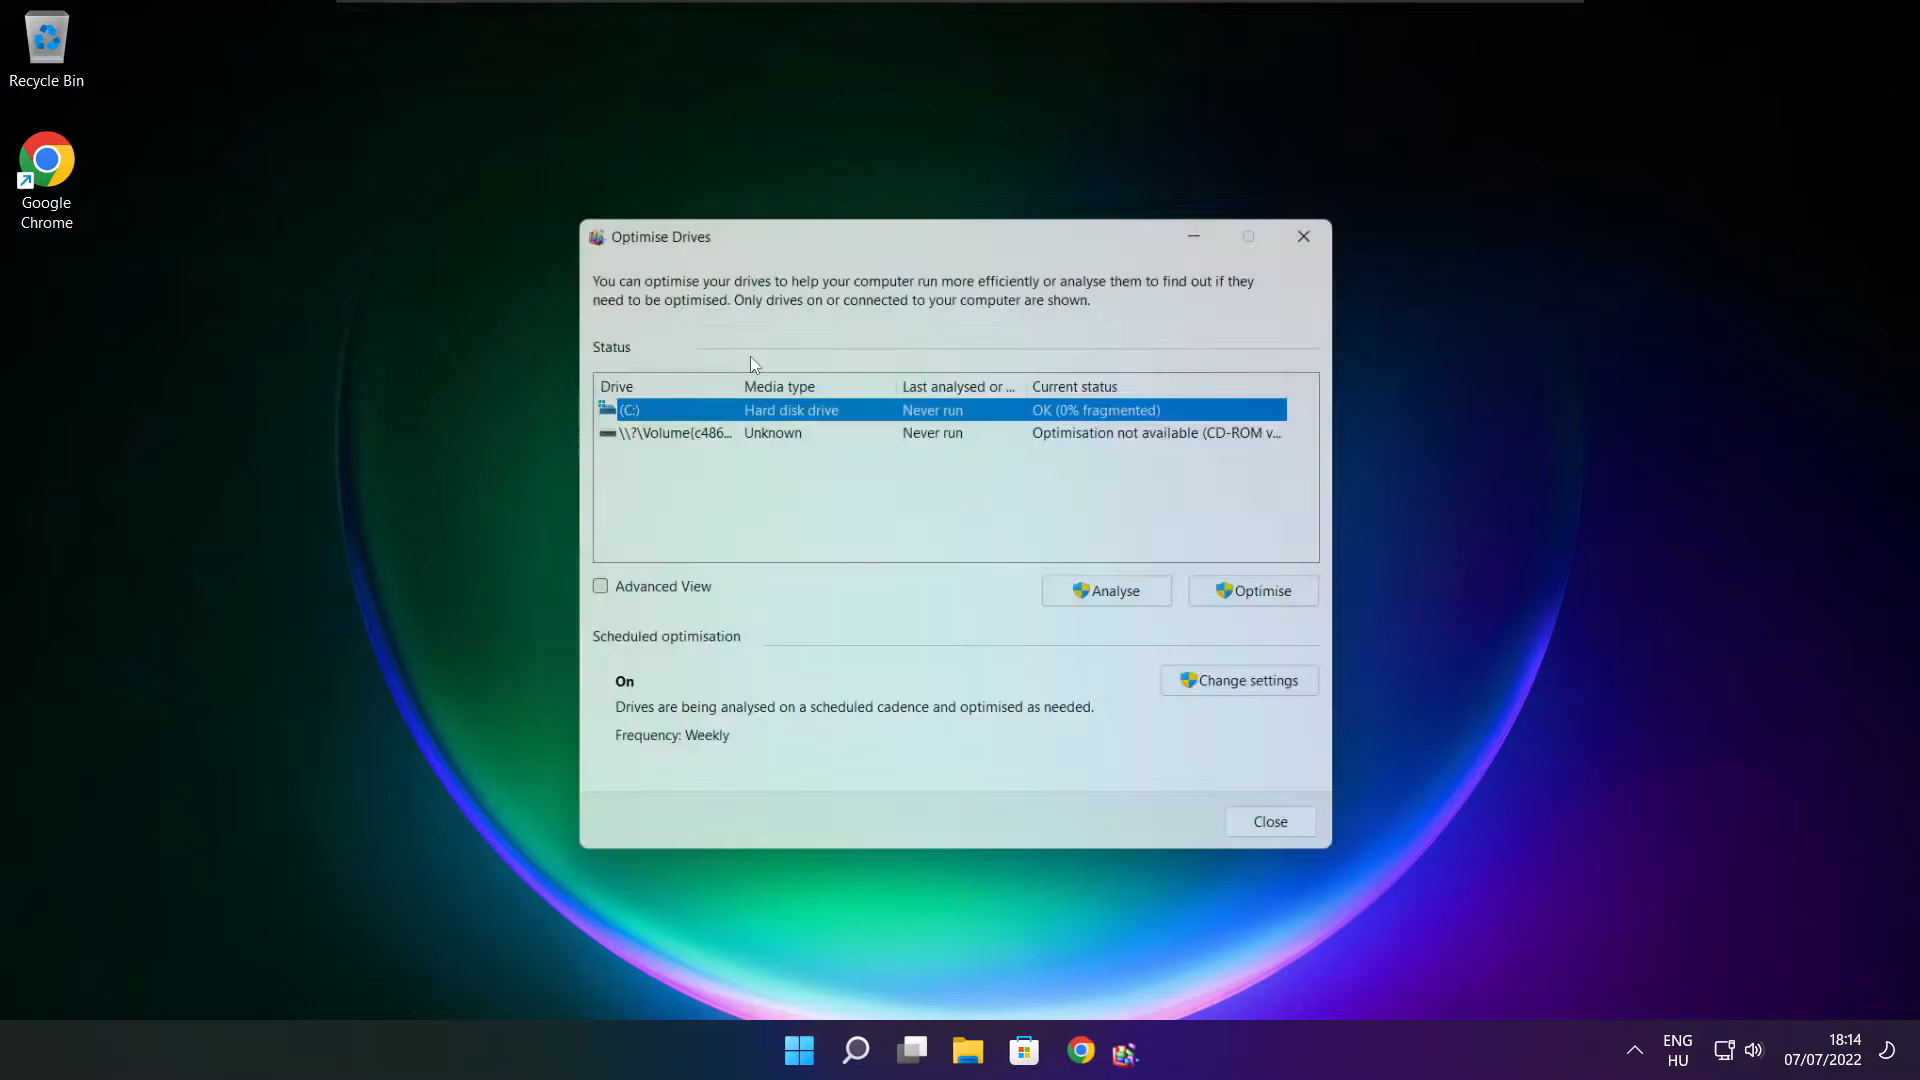 Recycle Bin
Google
Chrome
Optimise Drives
You can optimise your drives to help your computer run more efficiently or analyse them to find out if they
need to be optimised. Only drives on or connected to your computer are shown.
Status
Drive Media type Last analysed or ... Current status
(C:) Hard disk drive Never run OK (0% fragmented)
\\?\Volume{c486... Unknown Never run Optimisation not available (CD-ROM v...
Advanced View
Analyse
Optimise
Scheduled optimisation
On
Change settings
Drives are being analysed on a scheduled cadence and optimised as needed.
Frequency: Weekly
Close
ENG
HU
18:14
07/07/2022